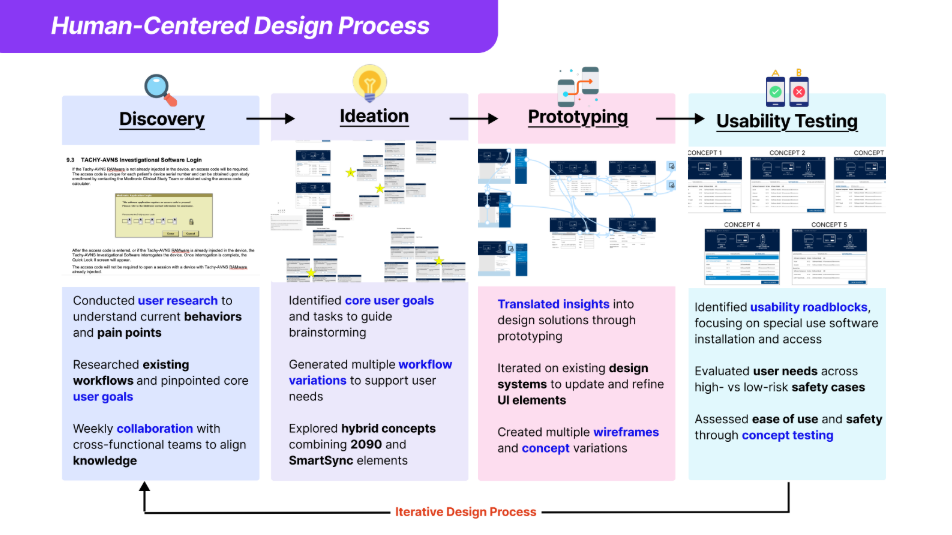 Human-Centered Design Process
A B
Discovery
Ideation
Prototyping
Usability Testing
9.3 TACHY-AVNS Investigational Software Login
If the Tachy-AVNS RAMware is not already injected in the device, an access code will be required.
The access code is unique for each patient's device serial number and can be obtained upon study
enrollment by contacting the Medtronic Clinical Study Team or obtained using the access code
calculator.
After the access code is entered, or if the Tachy-AVNS RAMware is already injected in the device, the
Tachy-AVNS Investigational Software interrogates the device. Once interrogation is complete, the
Quick Look II screen will appear.
The access code will not be required to open a session with a device with Tachy-AVNS RAMware
already injected.
CONCEPT 1
CONCEPT 2
CONCEPT
CONCEPT 4
CONCEPT 5
Conducted user research to
understand current behaviors
and pain points
Researched existing
workflows and pinpointed core
user goals
Weekly collaboration with
cross-functional teams to align
knowledge
Identified core user goals
and tasks to guide
brainstorming
Generated multiple workflow
variations to support user
needs
Explored hybrid concepts
combining 2090 and
SmartSync elements
Translated insights into
design solutions through
prototyping
Iterated on existing design
systems to update and refine
UI elements
Created multiple wireframes
and concept variations
Identified usability roadblocks,
focusing on special use software
installation and access
Evaluated user needs across
high- vs low-risk safety cases
Assessed ease of use and safety
through concept testing
Iterative Design Process